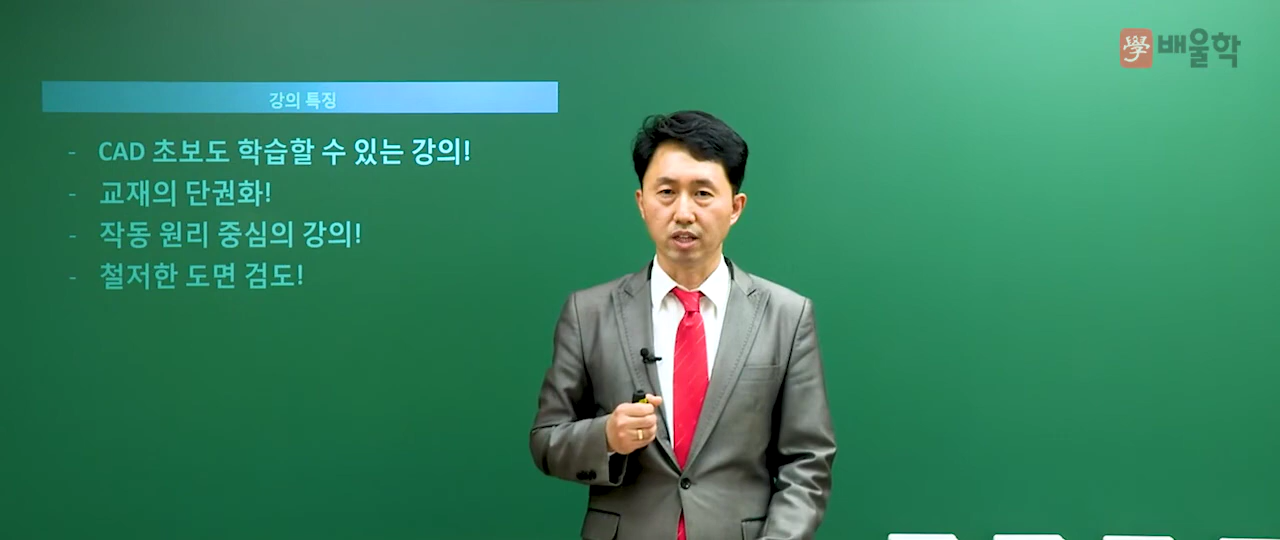 學 배울학
강의 특징
- CAD 초보도 학습할 수 있는 강의!
- 교재의 단권화!
- 작동 원리 중심의 강의!
- 철저한 도면 검도!